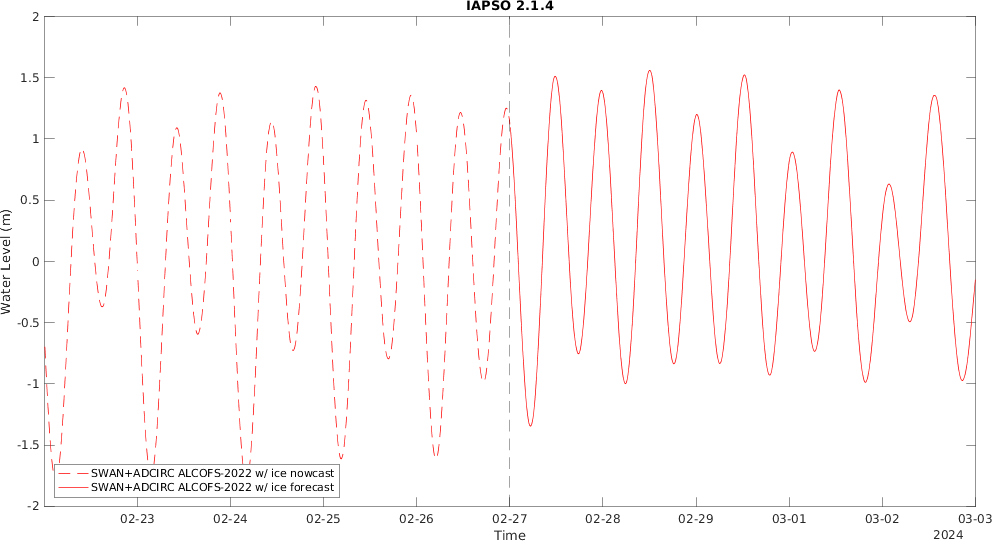 IAPSO 2.1.4
2
1.5
1
0.5
0
-0.5
-1
-1.5
-2
Water Level (m)
SWAN+ADCIRC ALCOFS-2022 w/ ice nowcast
SWAN+ADCIRC ALCOFS-2022 w/ ice forecast
02-23 02-24 02-25 02-26 02-27 02-28 02-29 03-01 03-02 03-03
Time
2024